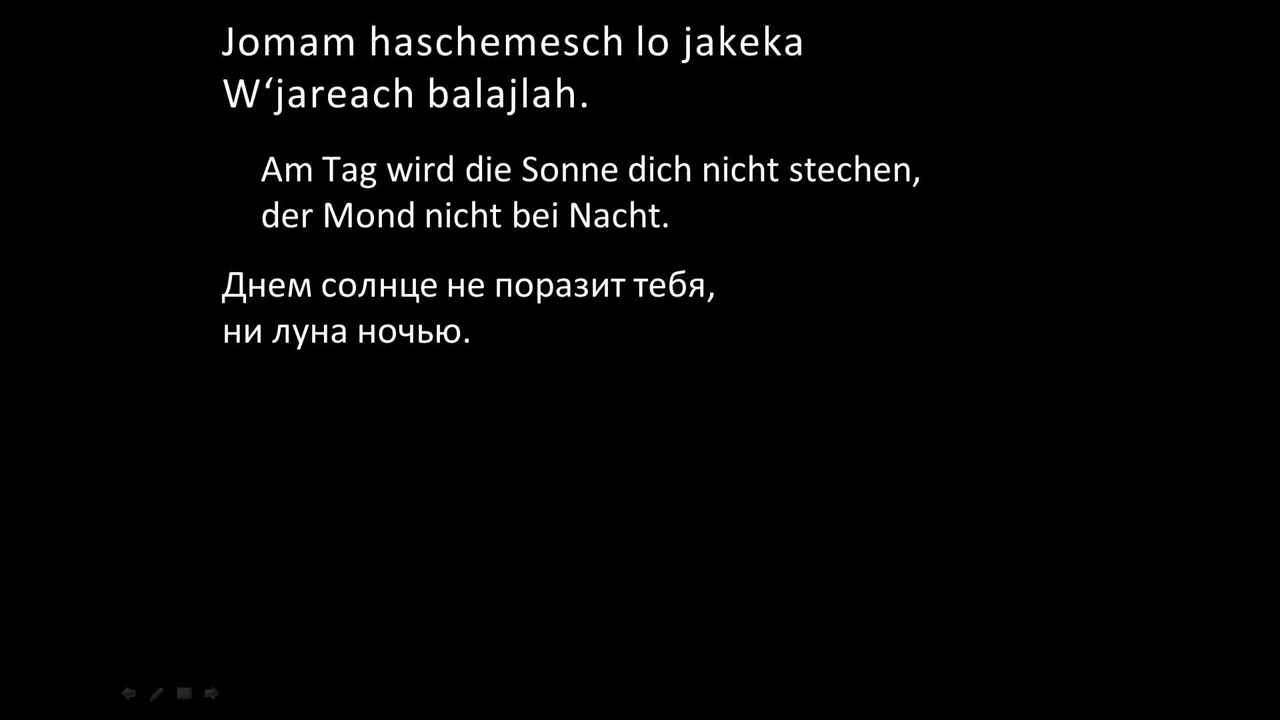 Jomam haschemesch lo jakeka
W‘jareach balajlah.
Am Tag wird die Sonne dich nicht stechen,
der Mond nicht bei Nacht.
Днем солнце не поразит тебя,
ни луна ночью.